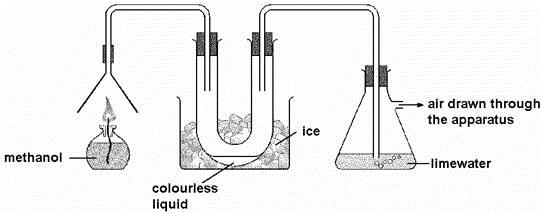 methanol
colourless
liquid
ice
air drawn through
the apparatus
limewater